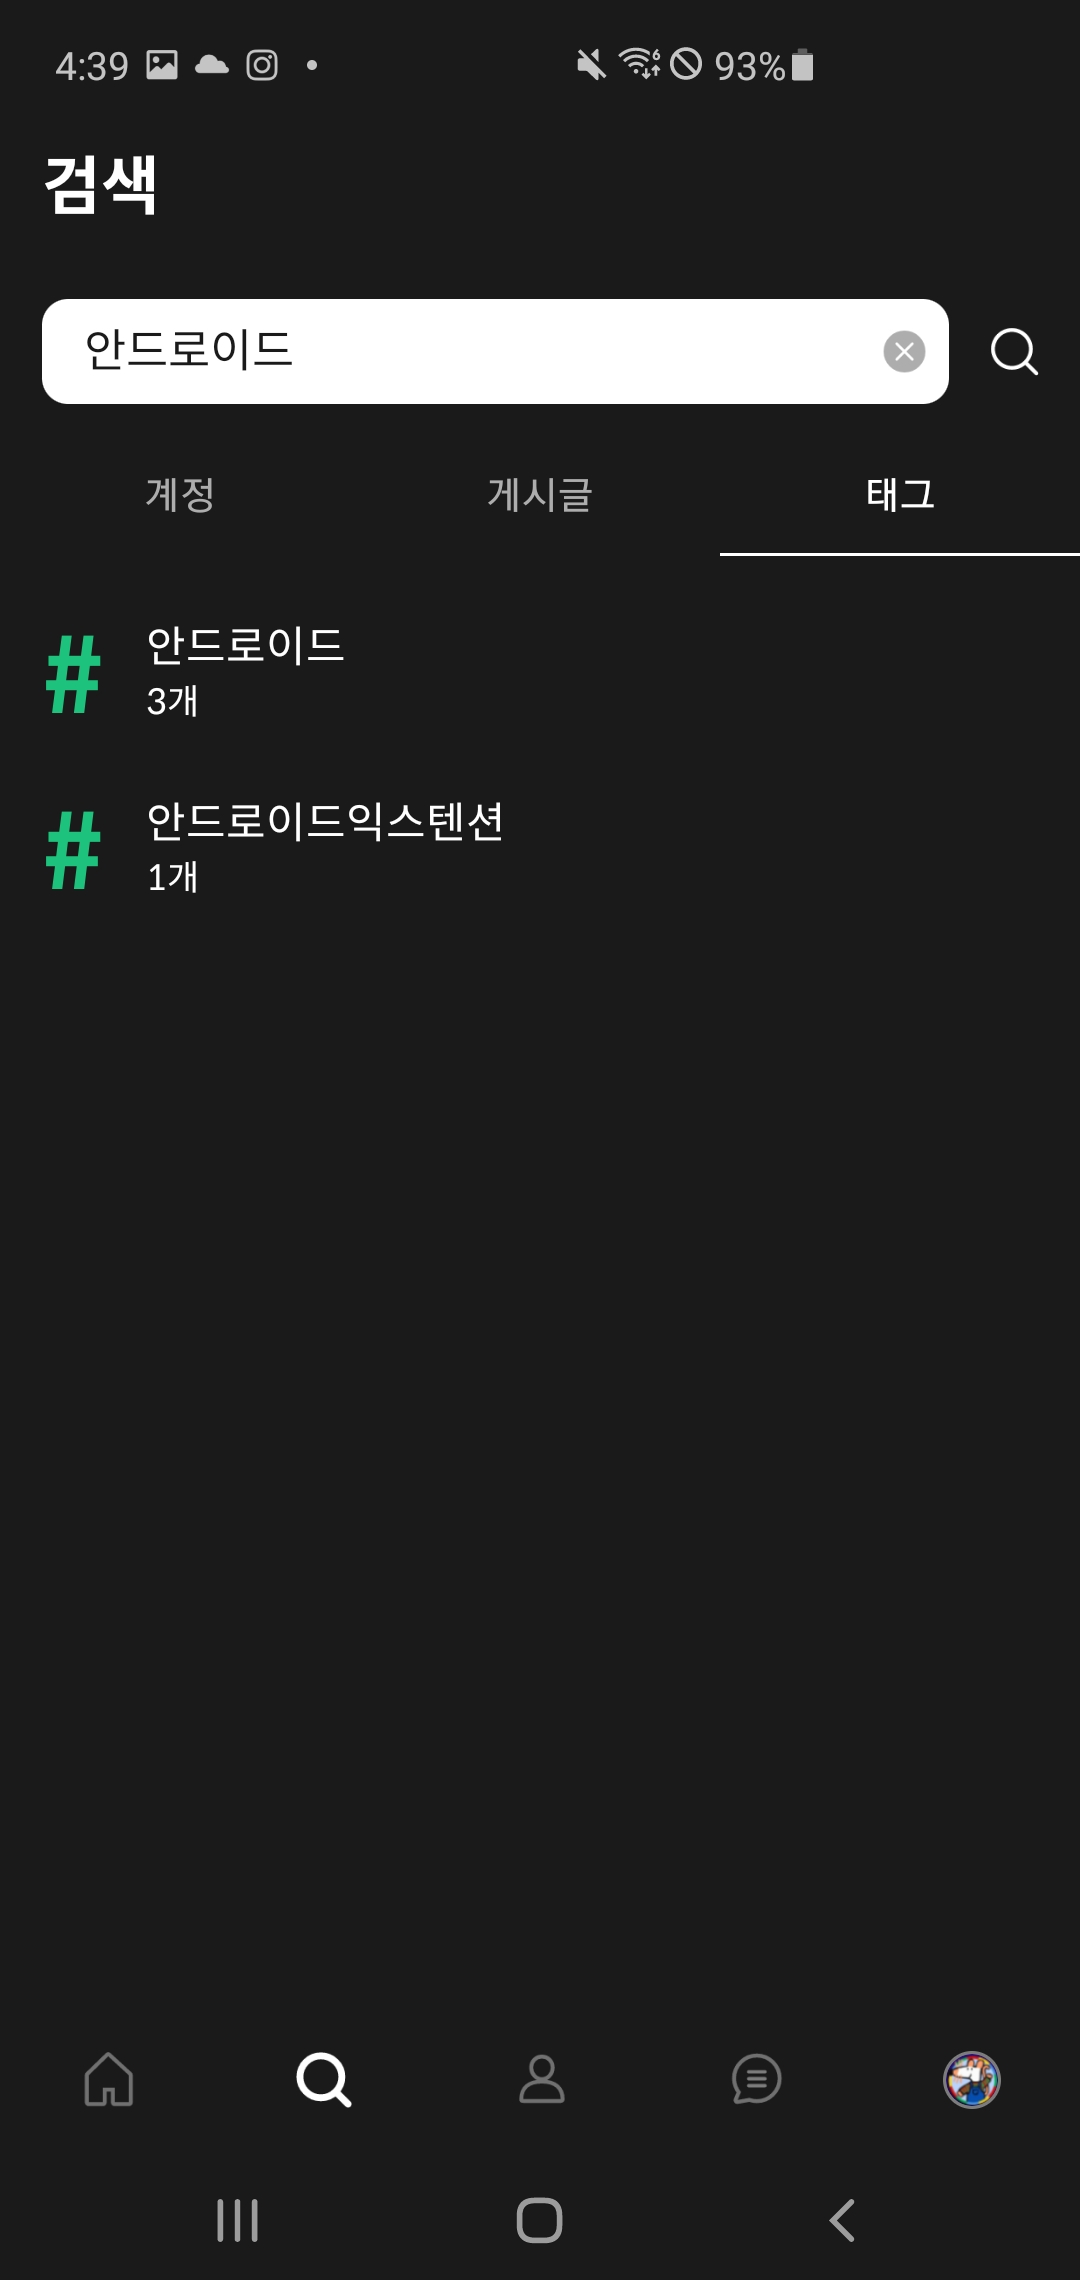 4:39 93%
검색
안드로이드
계정 게시글 태그
# 안드로이드
3개
# 안드로이드익스텐션
1개